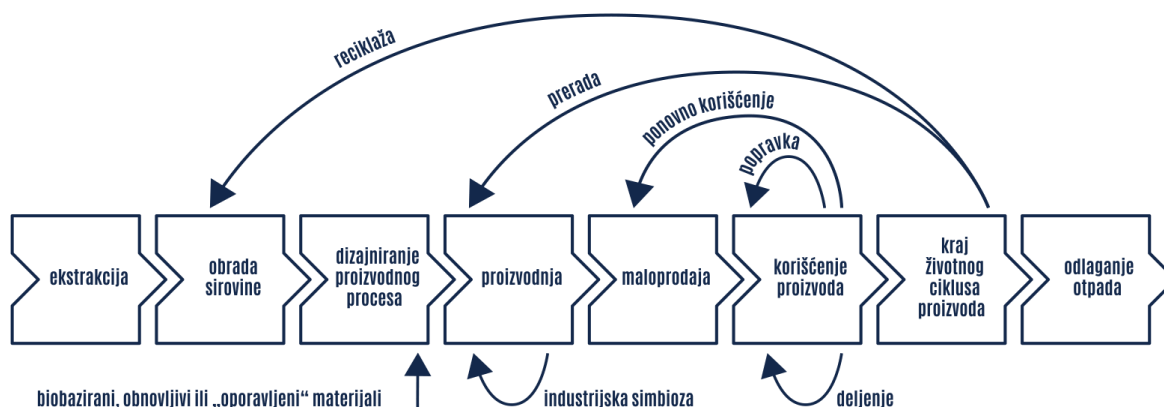 reciklaža
prerada
ponovno korišćenje
popravka
ekstrakcija
obrada
sirovine
dizajniranje
proizvodnog
procesa
proizvodnja
maloprodaja
korišćenje
proizvoda
kraj
životnog
ciklusa
proizvoda
odlaganje
otpada
biobazirani, obnovljivi ili „oporavljeni“ materijali
industrijska simbioza
deljenje